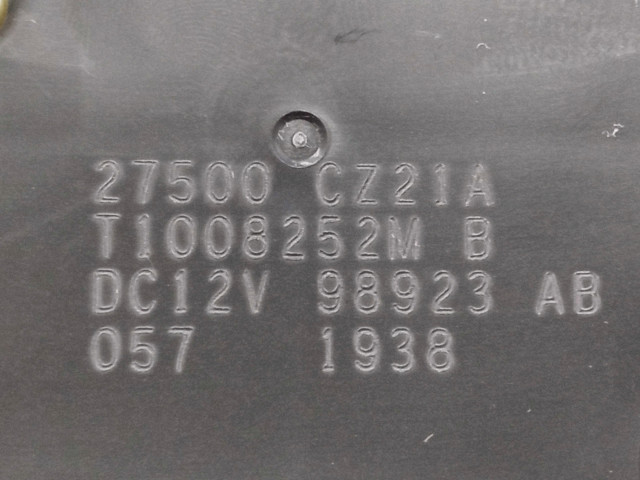 27500 CZ21A
T1008252M B
DC12V 98923 AB
057 1938